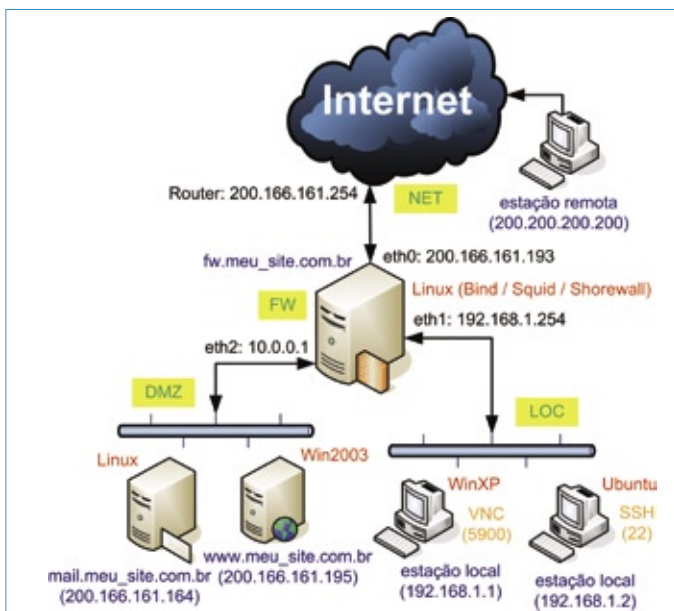 Internet
Router: 200.166.161.254
NET
estação remota
(200.200.200.200)
fw.meu_site.com.br
eth0: 200.166.161.193
Linux (Bind / Squid / Shorewall)
FW
eth1: 192.168.1.254
eth2: 10.0.0.1
DMZ
LOC
Linux
Win2003
WinXP
Ubuntu
VNC
(5900)
SSH
(22)
mail.meu_site.com.br
(200.166.161.164)
www.meu_site.com.br
(200.166.161.195)
estação local
(192.168.1.1)
estação local
(192.168.1.2)